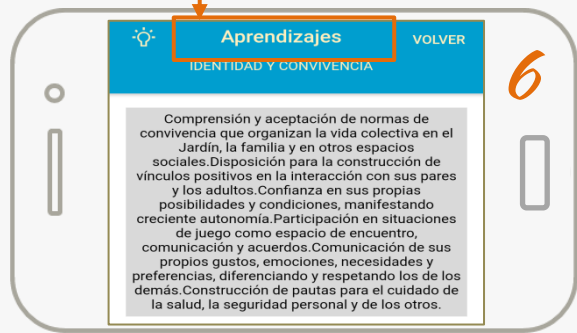 Aprendizajes
VOLVER
IDENTIDAD Y CONVIVENCIA
6
Comprensión y aceptación de normas de
convivencia que organizan la vida colectiva en el
Jardín, la familia y en otros espacios
sociales.Disposición para la construcción de
vínculos positivos en la interacción con sus pares
y los adultos.Confianza en sus propias
posibilidades y condiciones, manifestando
creciente autonomía.Participación en situaciones
de juego como espacio de encuentro,
comunicación y acuerdos.Comunicación de sus
propios gustos, emociones, necesidades y
preferencias, diferenciando y respetando los de los
demás.Construcción de pautas para el cuidado de
la salud, la seguridad personal y de los otros.